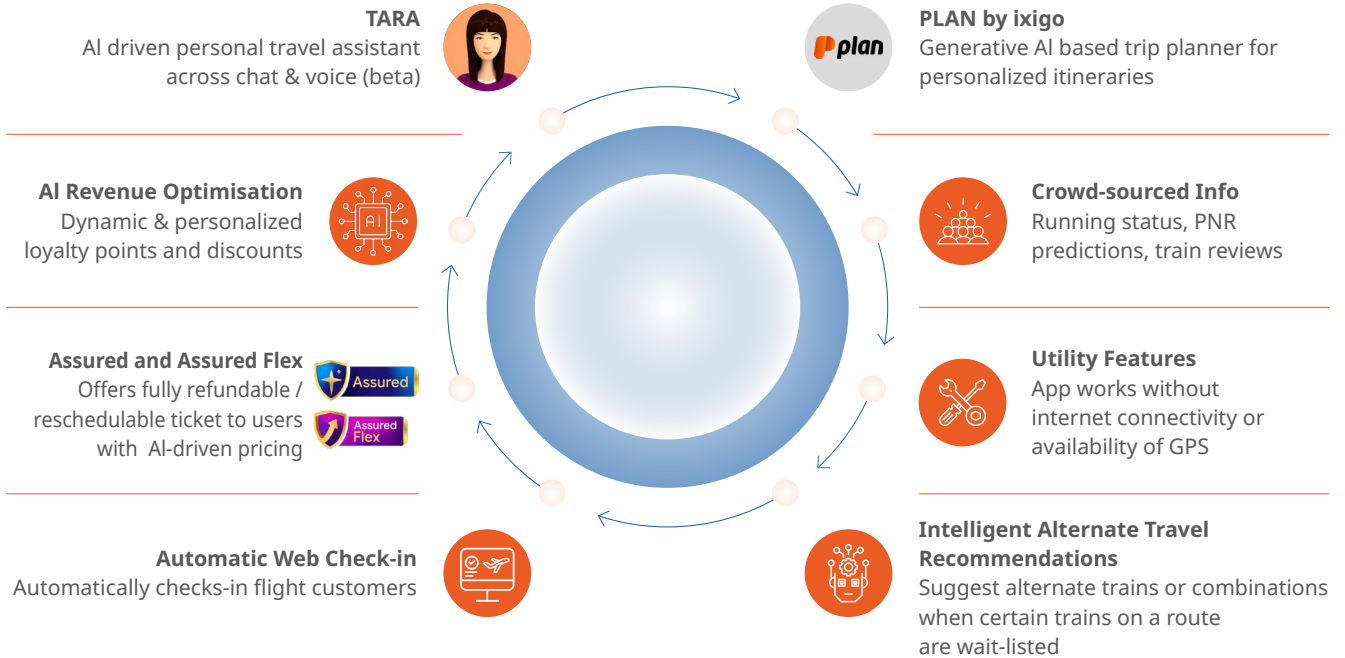 TARA
AI driven personal travel assistant
across chat & voice (beta)
plan
PLAN by ixigo
Generative AI based trip planner for
personalized itineraries
AI Revenue Optimisation
Dynamic & personalized
loyalty points and discounts
AI
Crowd-sourced Info
Running status, PNR
predictions, train reviews
Assured and Assured Flex
Offers fully refundable /
reschedulable ticket to users
with AI-driven pricing
Assured
Assured
Flex
Utility Features
App works without
internet connectivity or
availability of GPS
Automatic Web Check-in
Automatically checks-in flight customers
Intelligent Alternate Travel
Recommendations
Suggest alternate trains or combinations
when certain trains on a route
are wait-listed